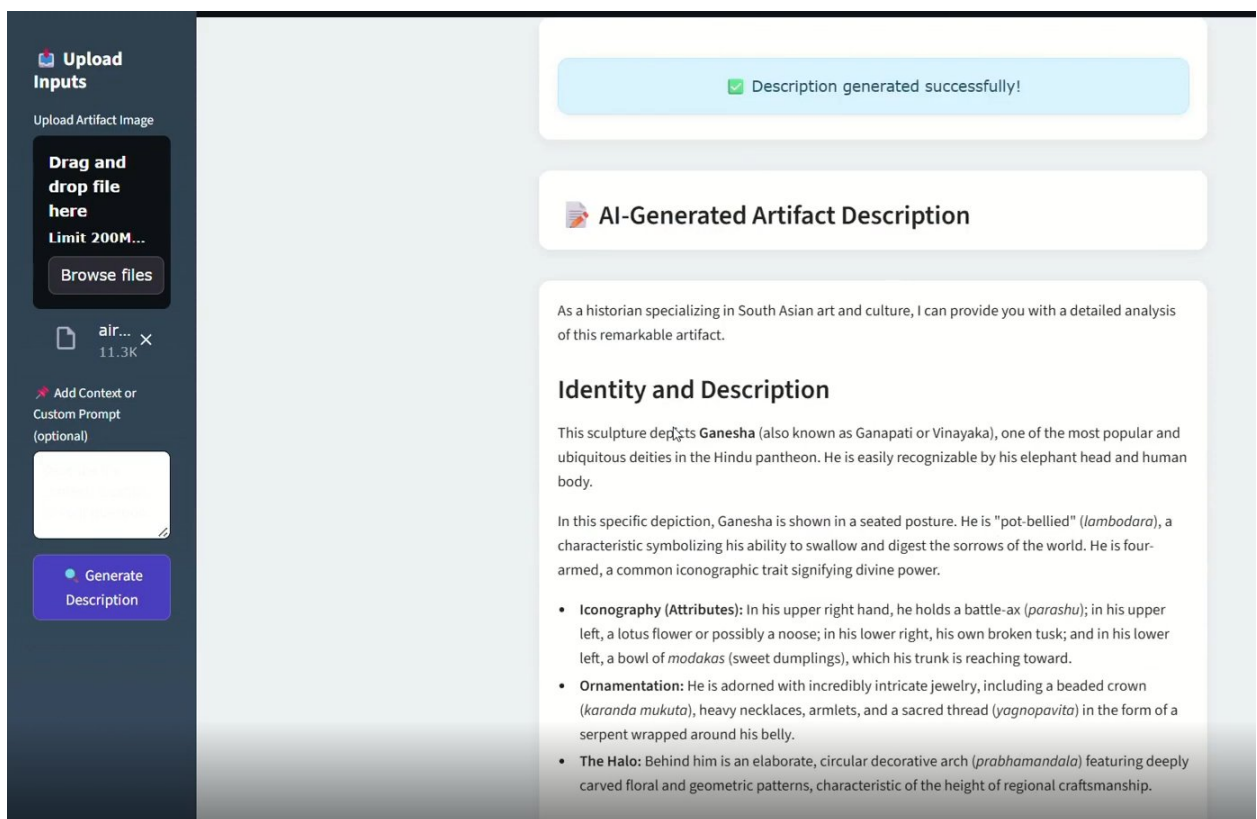 Upload
Inputs
Upload Artifact Image
Drag and
drop file
here
Limit 200M...
Browse files
air...
11.3K
Add Context or
Custom Prompt
(optional)
Generate
Description
Description generated successfully!
AI-Generated Artifact Description
As a historian specializing in South Asian art and culture, I can provide you with a detailed analysis
of this remarkable artifact.
Identity and Description
This sculpture depicts Ganesha (also known as Ganapati or Vinayaka), one of the most popular and
ubiquitous deities in the Hindu pantheon. He is easily recognizable by his elephant head and human
body.
In this specific depiction, Ganesha is shown in a seated posture. He is "pot-bellied" (lambodara), a
characteristic symbolizing his ability to swallow and digest the sorrows of the world. He is four-
armed, a common iconographic trait signifying divine power.
• Iconography (Attributes): In his upper right hand, he holds a battle-ax (parashu); in his upper
left, a lotus flower or possibly a noose; in his lower right, his own broken tusk; and in his lower
left, a bowl of modakas (sweet dumplings), which his trunk is reaching toward.
• Ornamentation: He is adorned with incredibly intricate jewelry, including a beaded crown
(karanda mukuta), heavy necklaces, armlets, and a sacred thread (yagnopavita) in the form of a
serpent wrapped around his belly.
• The Halo: Behind him is an elaborate, circular decorative arch (prabhamandala) featuring deeply
carved floral and geometric patterns, characteristic of the height of regional craftsmanship.